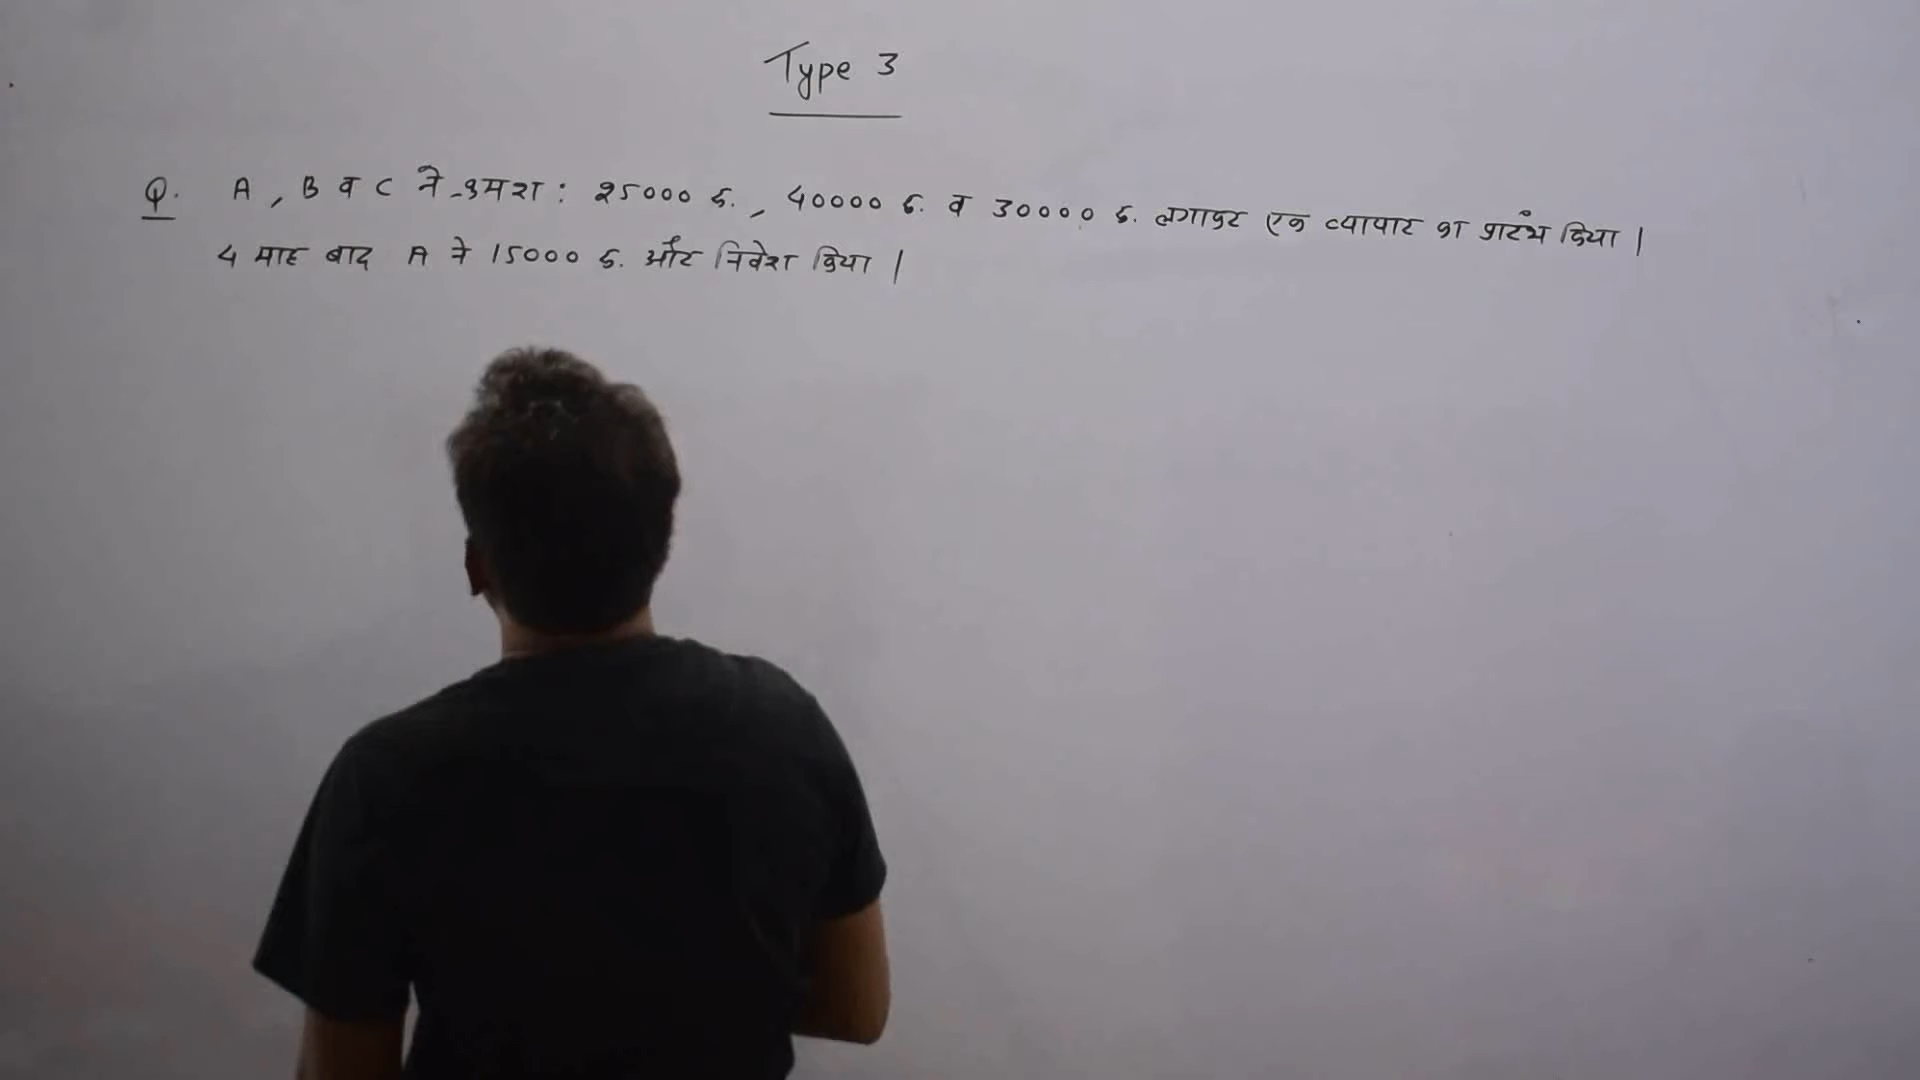 Type 3
Q. A, B व C ने क्रमश: 25000 रु., 40000 रु. व 30000 रु. लगाकर एक व्यापार का प्रारंभ किया |
4 माह बाद A ने 15000 रु. और निवेश किया |